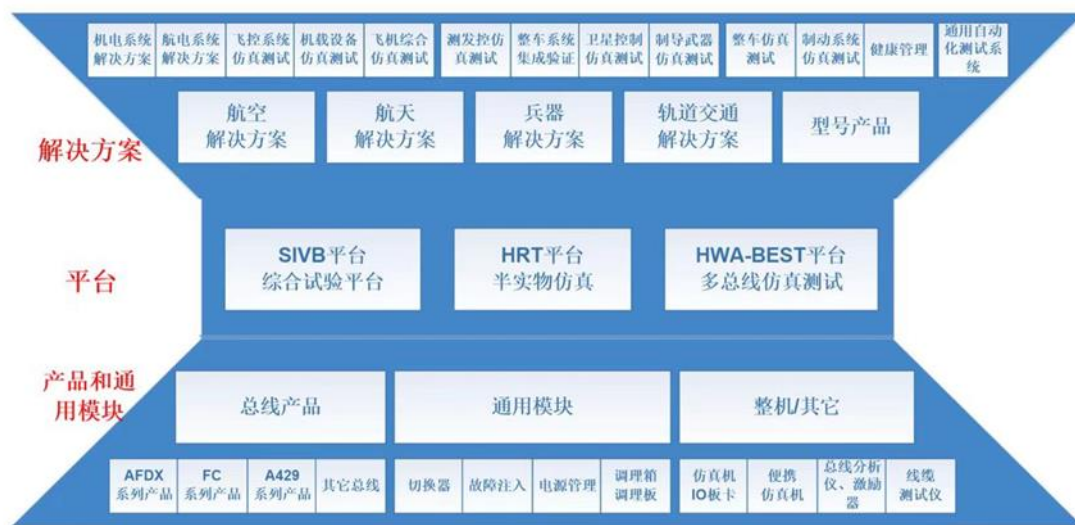 机电系统
解决方案
航电系统
解决方案
飞控系统
仿真测试
机载设备
仿真测试
飞机综合
仿真测试
测发控仿
真测试
整车系统
集成验证
卫星控制
仿真测试
制导武器
仿真测试
整车仿真
测试
制动系统
仿真测试
健康管理
通用自动
化测试系
统
航空
解决方案
航天
解决方案
兵器
解决方案
轨道交通
解决方案
型号产品
解决方案
SIVB平台
综合试验平台
HRT平台
半实物仿真
HWA-BEST平台
多总线仿真测试
平台
产品和通
用模块
总线产品
通用模块
整机/其它
AFDX
系列产品
FC
系列产品
A429
系列产品
其它总线
切换器
故障注入
电源管理
调理箱
调理板
仿真机
IO板卡
便携
仿真机
总线分析
仪、激励
器
线缆
测试仪